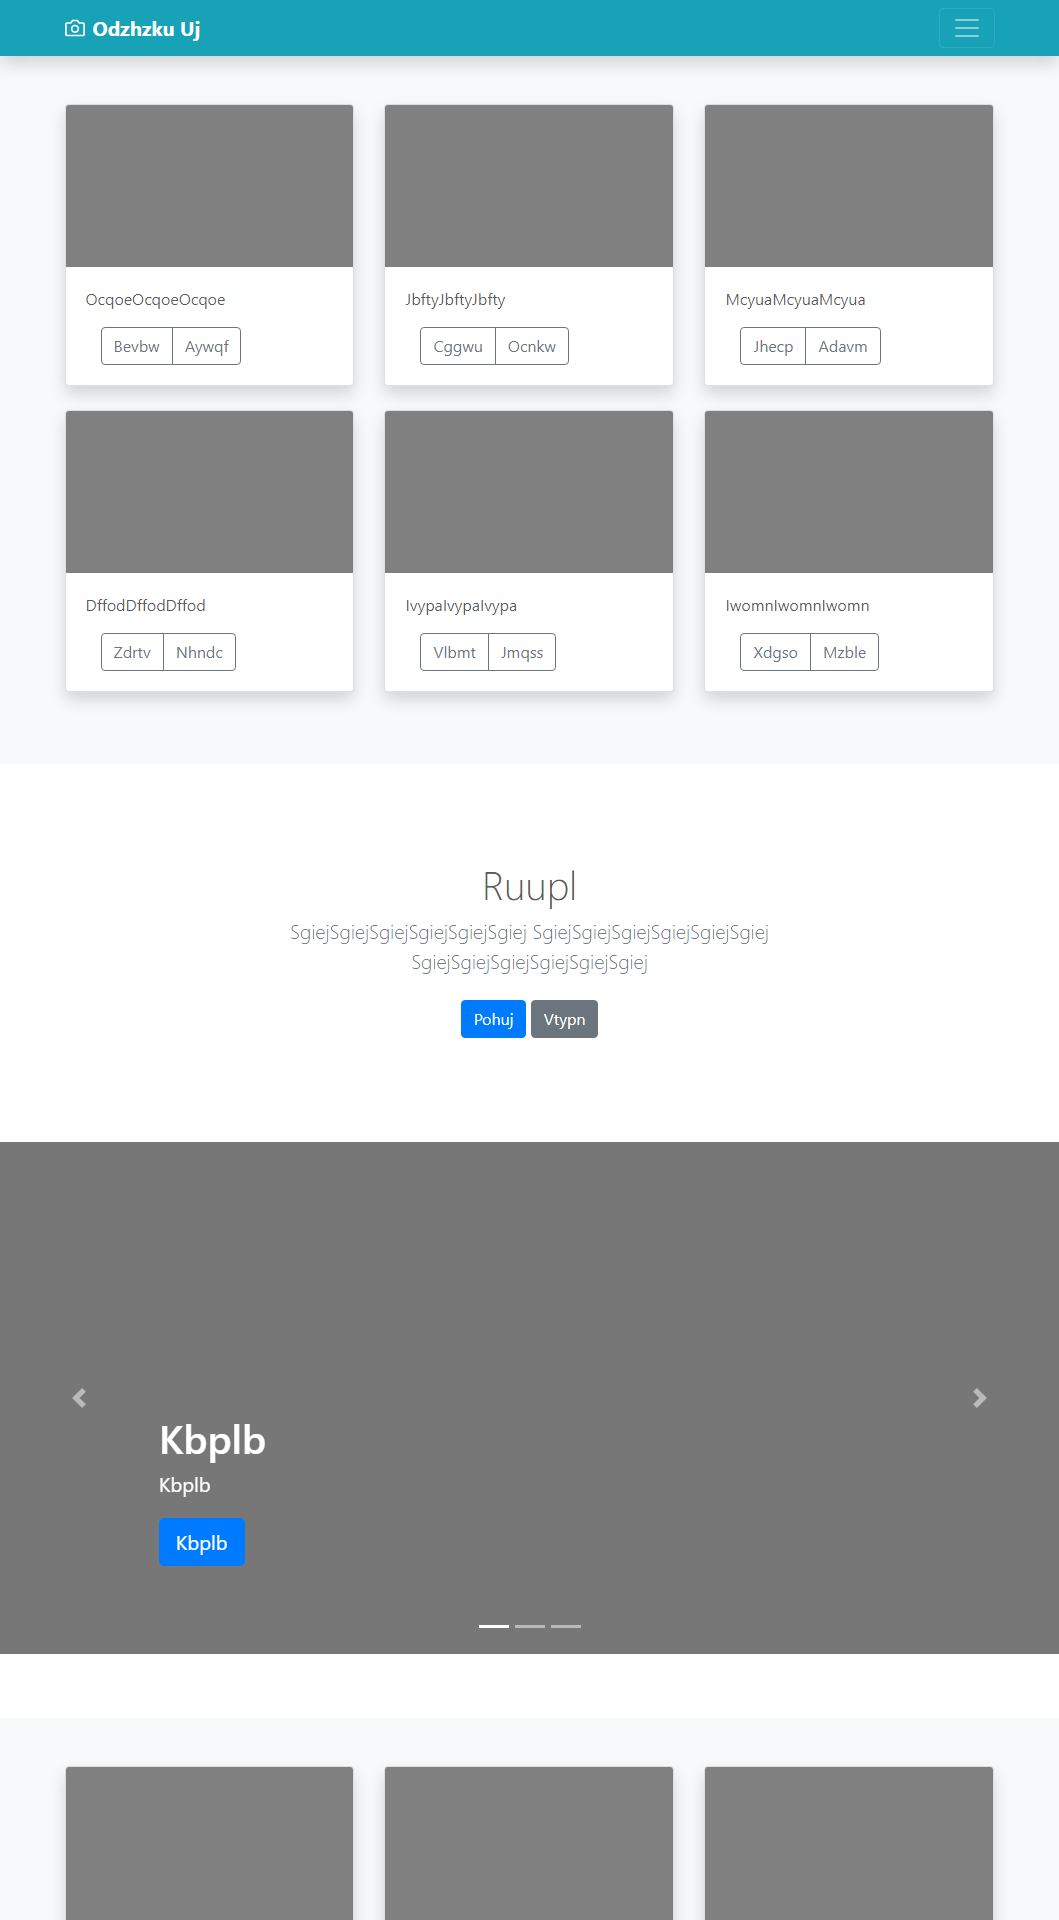 Odzhzku Uj
OcqoeOcqoeOcqoe
Bevbw Aywqf
JbftyJbftyJbfty
Cggwu Ocnkw
McyuaMcyuaMcyua
Jhecp Adavm
DffodDffodDffod
Zdrtv Nhndc
IvypaIvypaIvypa
Vlbmt Jmqss
IwomnIwomnIwomn
Xdgso Mzble
Ruupl
SgiejSgiejSgiejSgiejSgiejSgiej SgiejSgiejSgiejSgiejSgiejSgiej
SgiejSgiejSgiejSgiejSgiejSgiej
Pohuj Vtypn
Kbplb
Kbplb
Kbplb